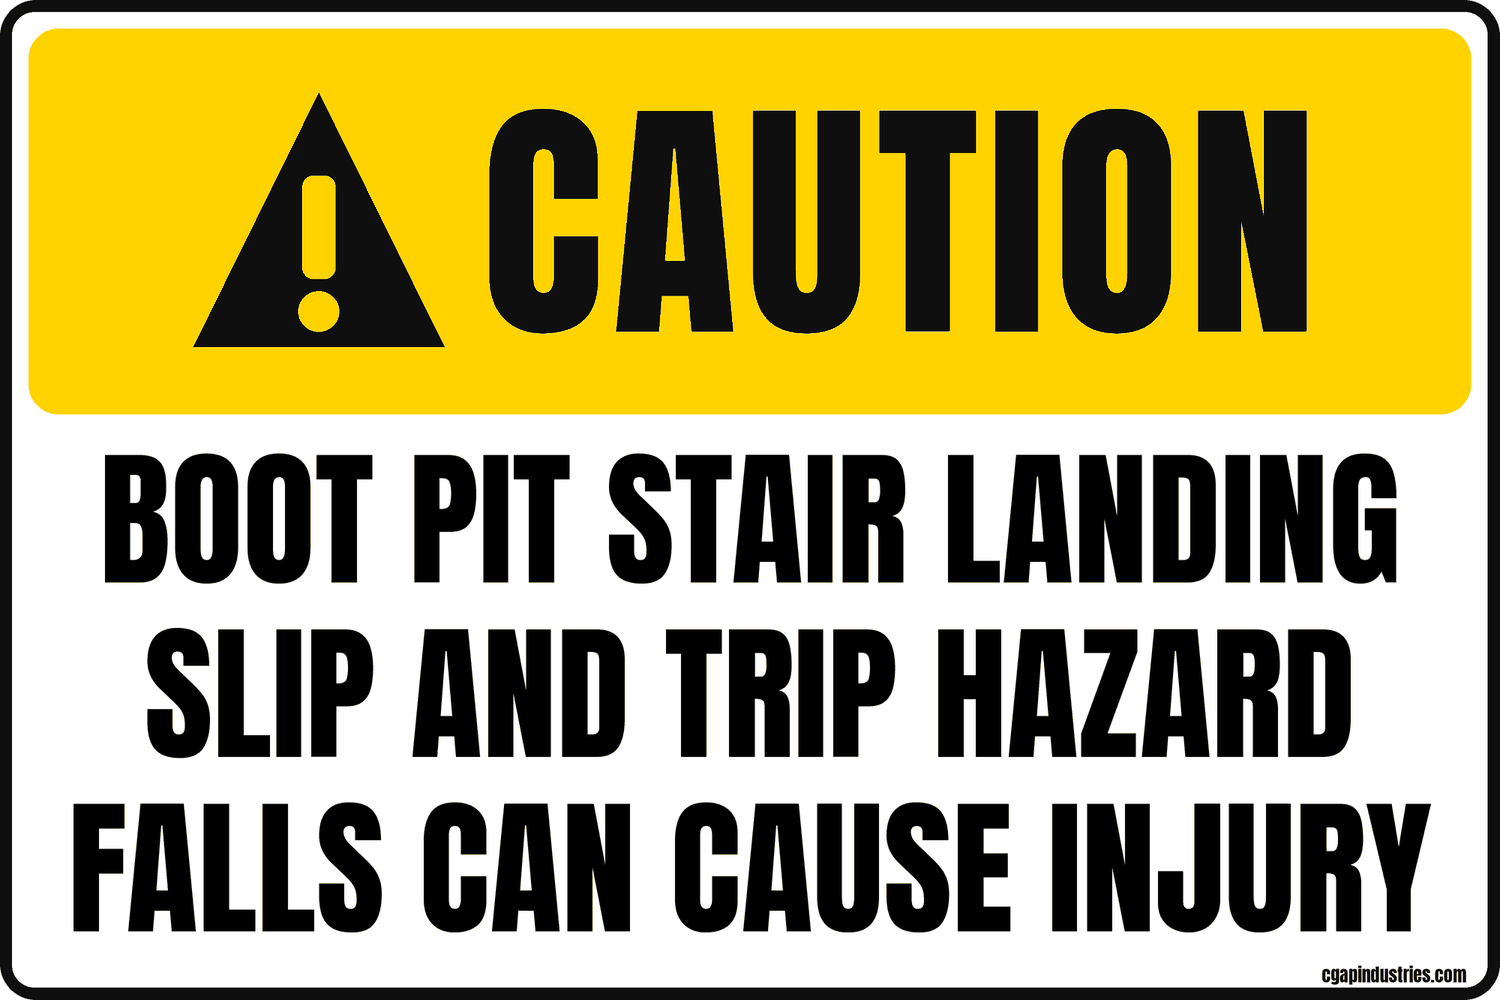 CAUTION
BOOT PIT STAIR LANDING
SLIP AND TRIP HAZARD
FALLS CAN CAUSE INJURY
cgapindustries.com